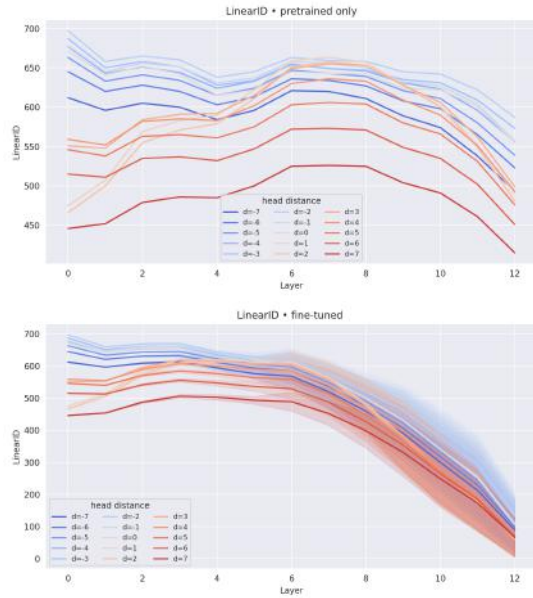 LinearID • pretrained only
700
650
600
550
500
450
LinearID
head distance
d=-7 d=-2 d=3
d=-6 d=-1 d=4
d=-5 d=0 d=5
d=-4 d=1 d=6
d=-3 d=2 d=7
0 2 4 6 8 10 12
Layer
LinearID • fine-tuned
700
600
500
400
300
200
100
0
LinearID
head distance
d=-7 d=-2 d=3
d=-6 d=-1 d=4
d=-5 d=0 d=5
d=-4 d=1 d=6
d=-3 d=2 d=7
0 2 4 6 8 10 12
Layer